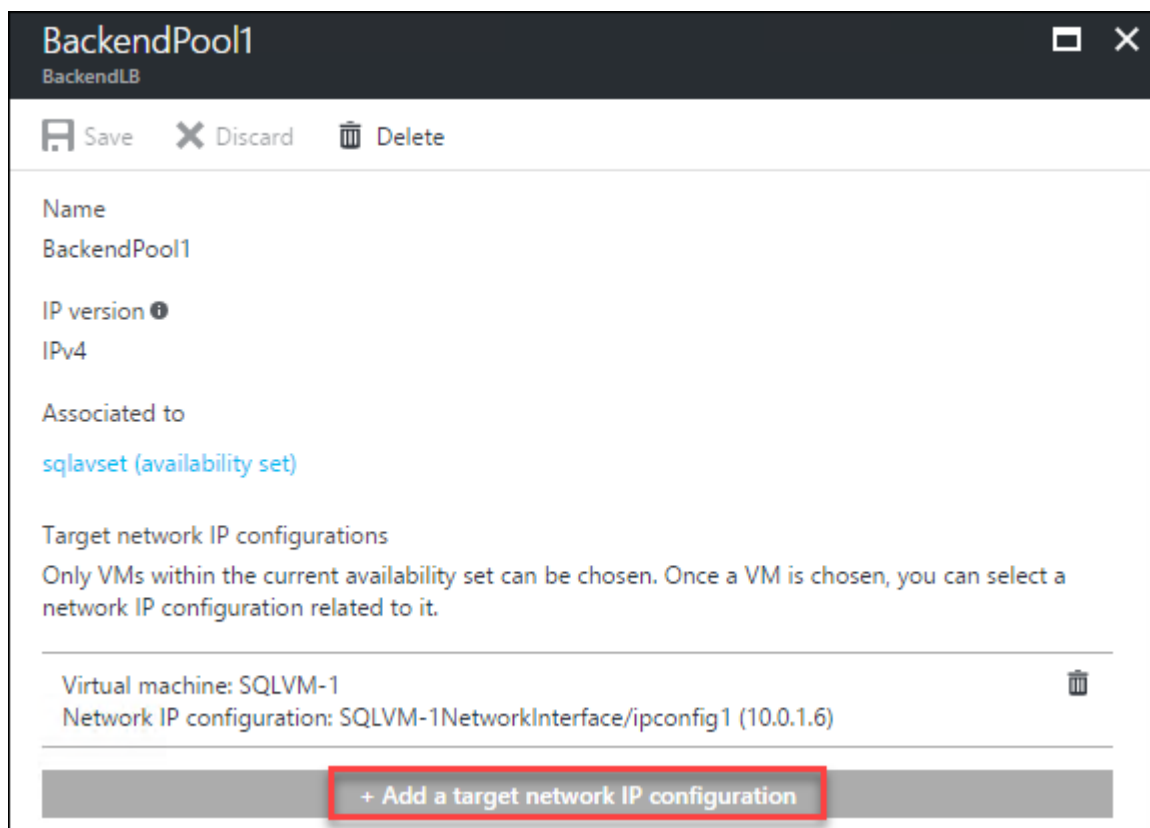 BackendPool1
BackendLB
Save Discard Delete
Name
BackendPool1
IP version
IPv4
Associated to
sqlavset (availability set)
Target network IP configurations
Only VMs within the current availability set can be chosen. Once a VM is chosen, you can select a
network IP configuration related to it.
Virtual machine: SQLVM-1
Network IP configuration: SQLVM-1NetworkInterface/ipconfig1 (10.0.1.6)
+ Add a target network IP configuration